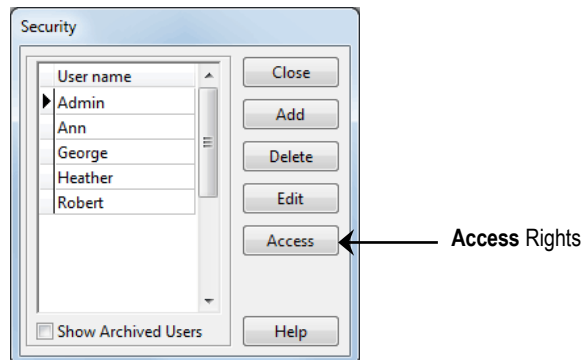 Security
User name
Admin
Ann
George
Heather
Robert
Show Archived Users
Close
Add
Delete
Edit
Access
Help
Access Rights